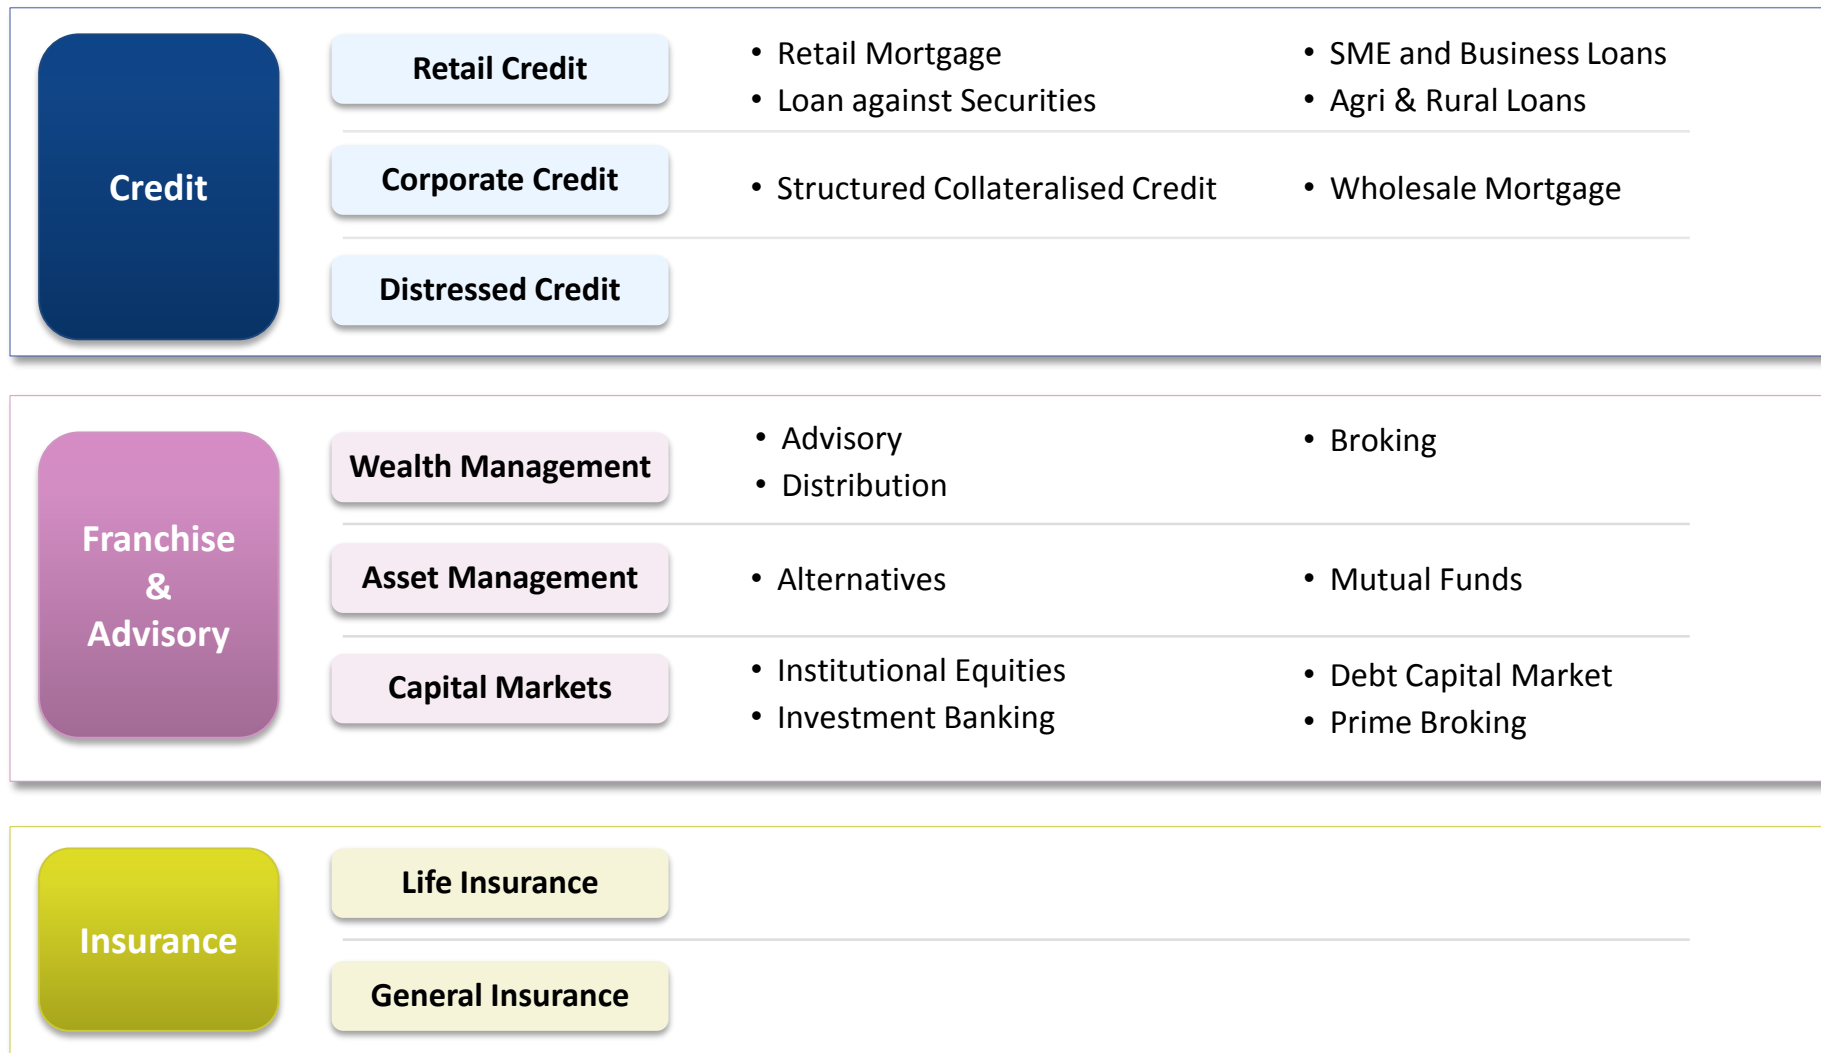 Credit
Retail Credit
• Retail Mortgage
• Loan against Securities
• SME and Business Loans
• Agri & Rural Loans
Corporate Credit
• Structured Collateralised Credit
• Wholesale Mortgage
Distressed Credit
Franchise
&
Advisory
Wealth Management
• Advisory
• Distribution
• Broking
Asset Management
• Alternatives
• Mutual Funds
Capital Markets
• Institutional Equities
• Investment Banking
• Debt Capital Market
• Prime Broking
Insurance
Life Insurance
General Insurance